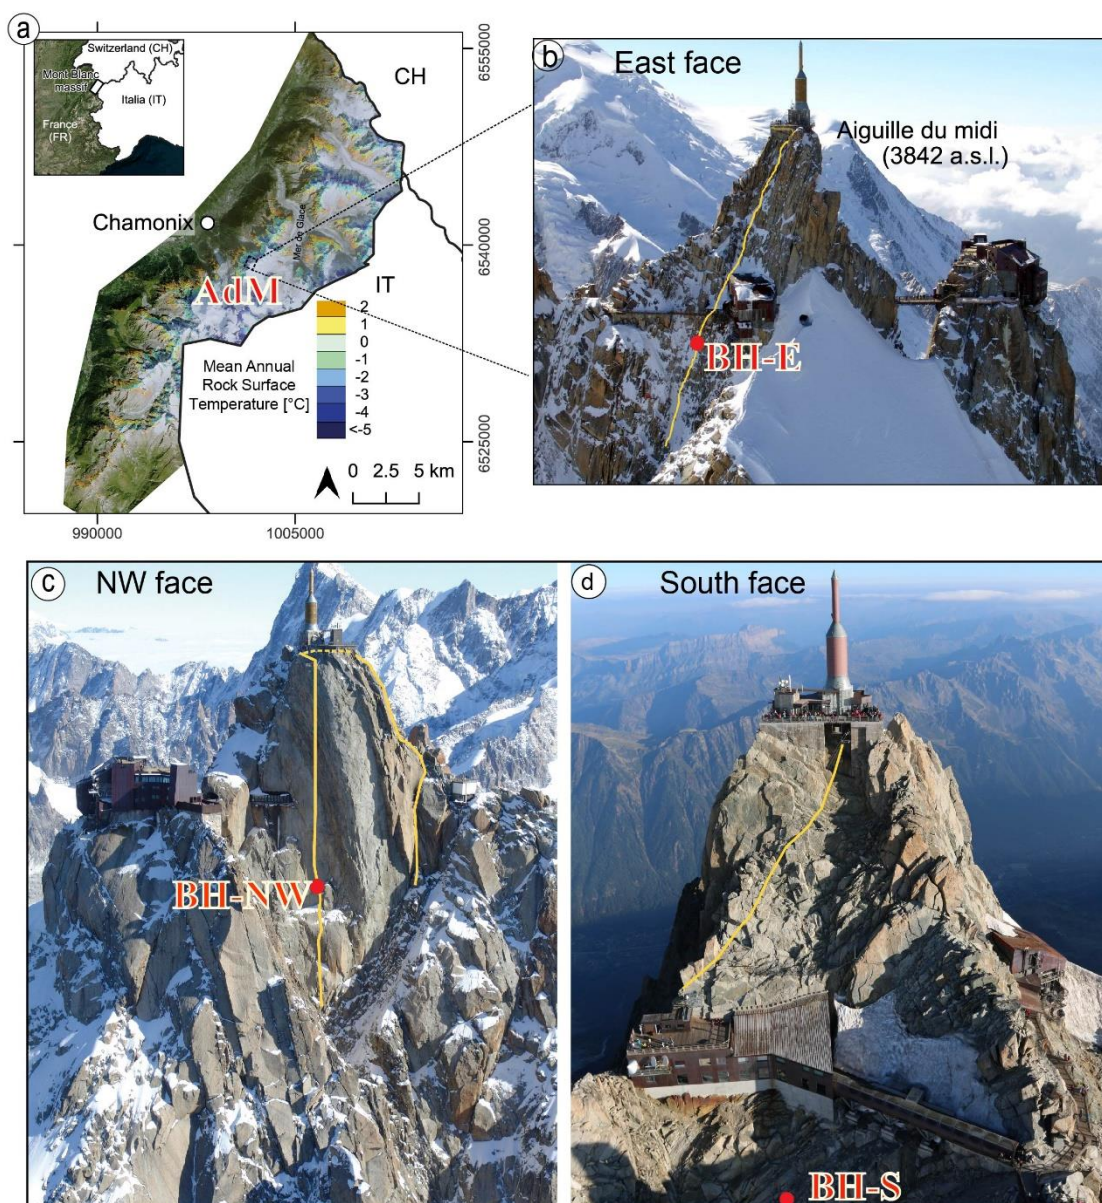 a
Switzerland (CH)
Mont Blanc
massif
Italia (IT)
France
(FR)
CH
Chamonix
Mer de Glace
AdM
IT
2
1
0
-1
-2
-3
-4
<-5
Mean Annual
Rock Surface
Temperature [°C]
0 2.5 5 km
6555000
6540000
6525000
990000
1005000
b
East face
Aiguille du midi
(3842 a.s.l.)
BH-E
c
NW face
BH-NW
d
South face
BH-S